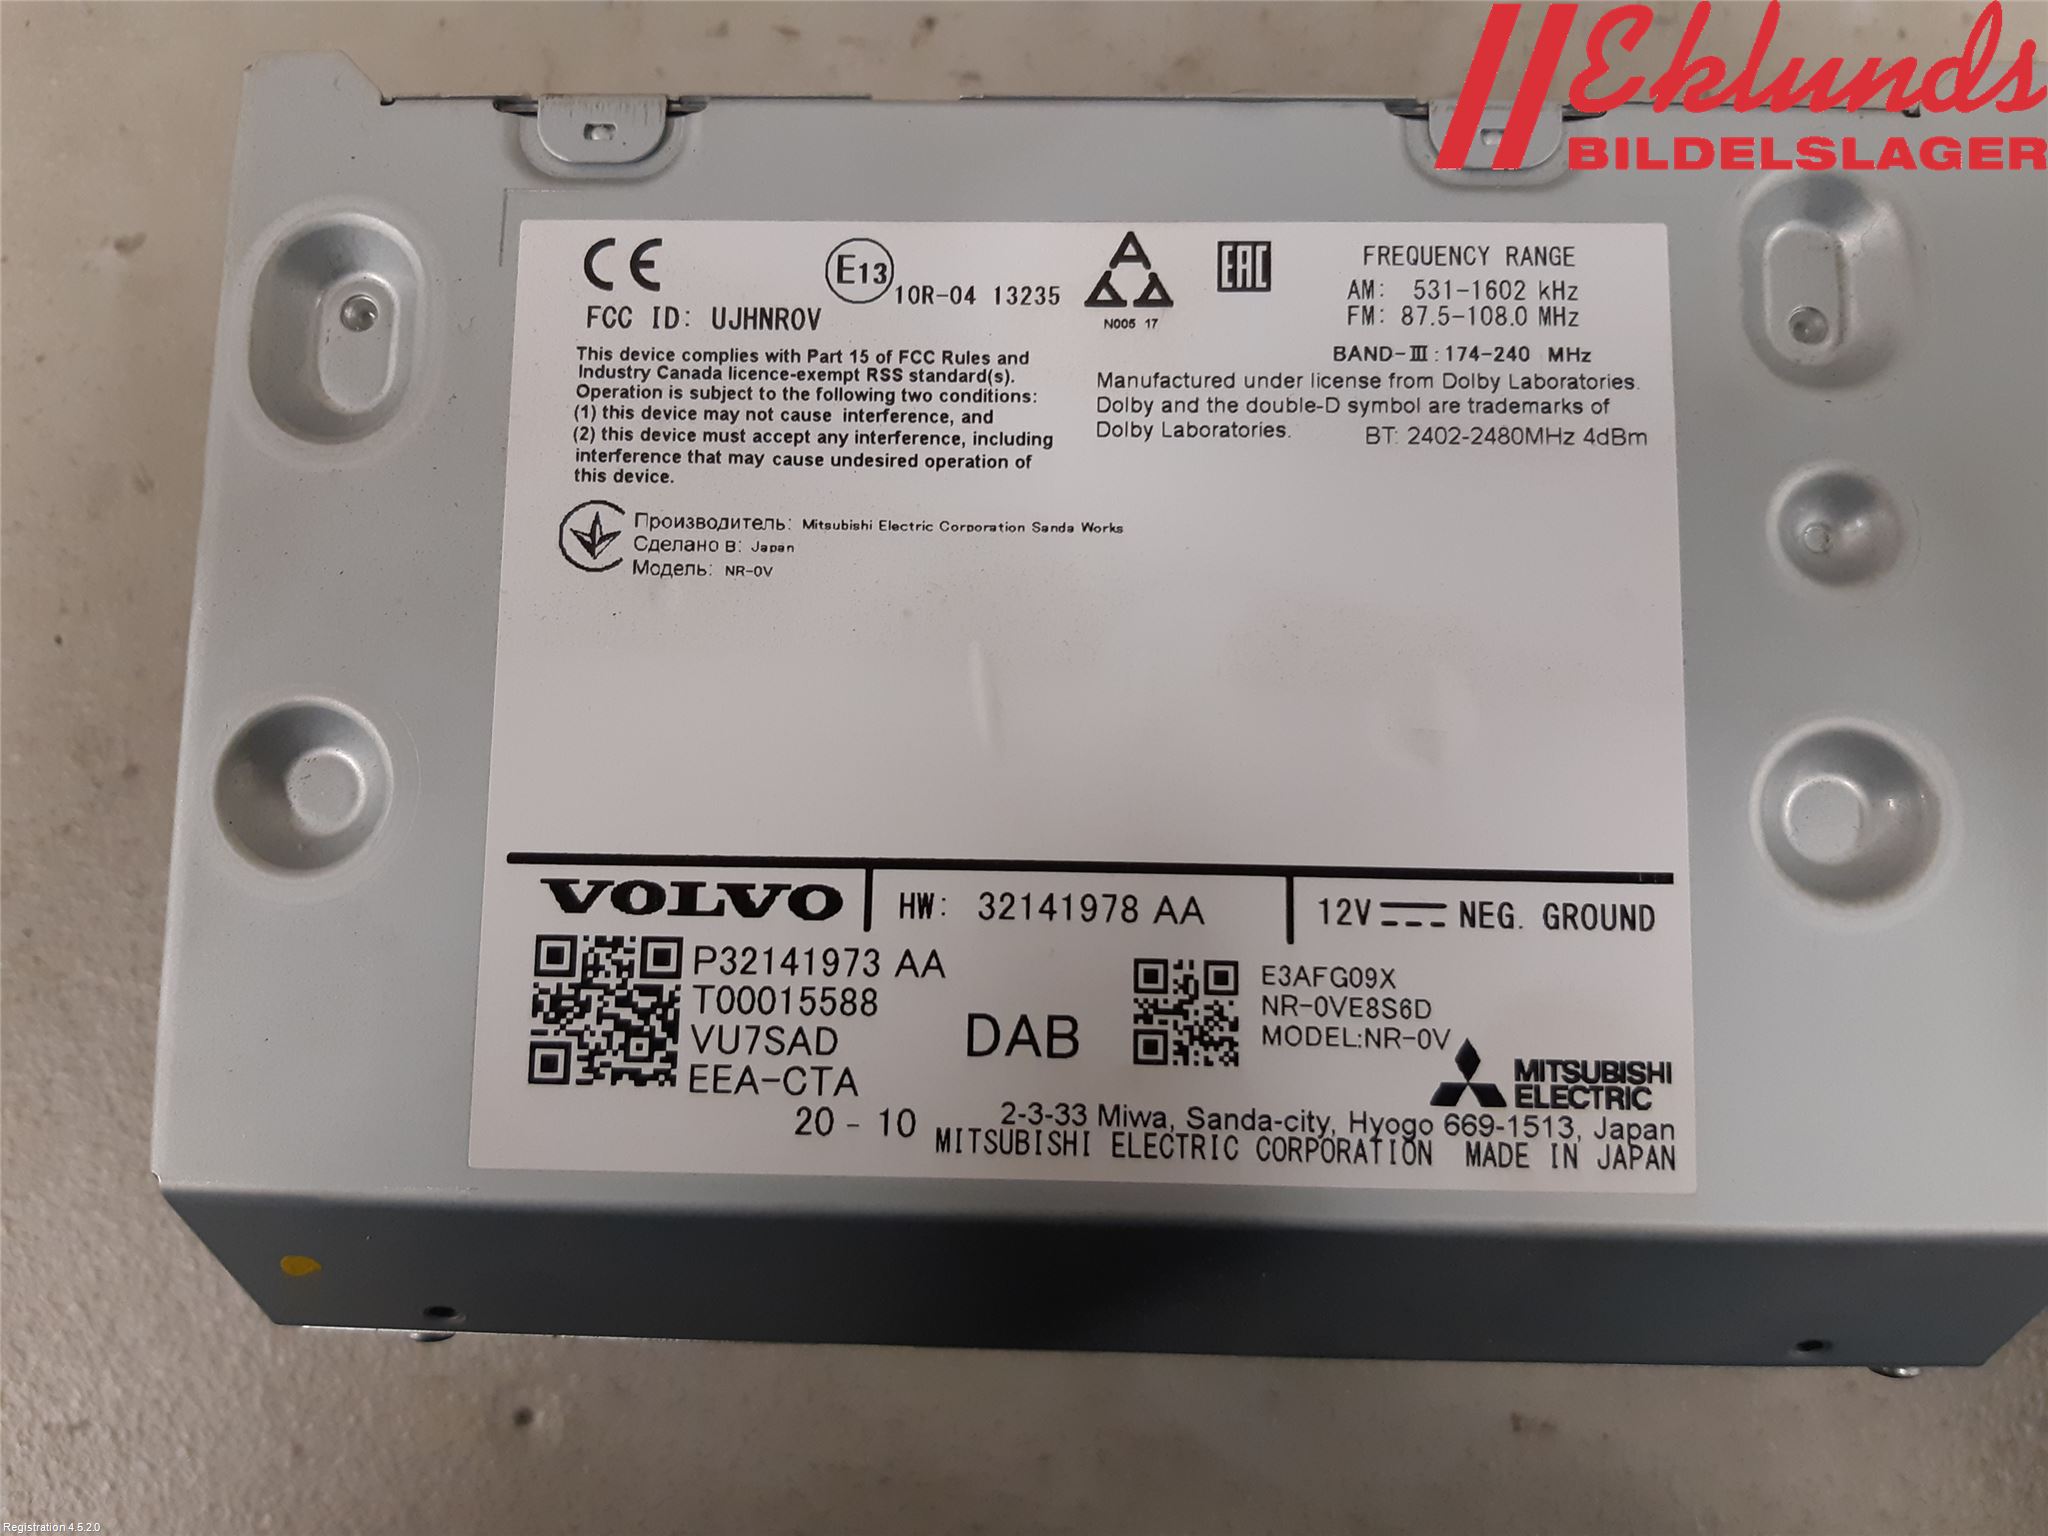 Eklunds
BILDELSLAGER
CE
E13
10R-04 13235
N005 17
EAC
FCC ID: UJHNR0V
This device complies with Part 15 of FCC Rules and
Industry Canada licence-exempt RSS standard(s).
Operation is subject to the following two conditions:
(1) this device may not cause interference, and
(2) this device must accept any interference, including
interference that may cause undesired operation of
this device.
FREQUENCY RANGE
AM: 531-1602 kHz
FM: 87.5-108.0 MHz
BAND-III: 174-240 MHz
Manufactured under license from Dolby Laboratories.
Dolby and the double-D symbol are trademarks of
Dolby Laboratories.
BT: 2402-2480MHz 4dBm
Производитель: Mitsubishi Electric Corporation Sanda Works
Сделано в: Japan
Модель: NR-0V
VOLVO
HW: 32141978 AA
12V NEG. GROUND
P32141973 AA
T00015588
VU7SAD
EEA-CTA
20-10
DAB
E3AFG09X
NR-0VE8S6D
MODEL:NR-0V
MITSUBISHI
ELECTRIC
2-3-33 Miwa, Sanda-city, Hyogo 669-1513, Japan
MITSUBISHI ELECTRIC CORPORATION MADE IN JAPAN
Registration 4.5.2.0